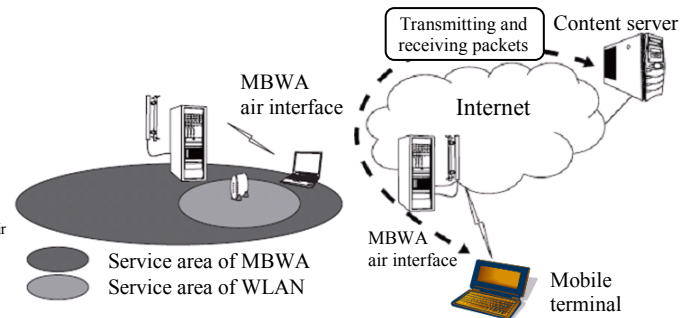 Transmitting and
receiving packets
Content server
MBWA
air interface
Internet
MBWA
air interface
ir
Service area of MBWA
Service area of WLAN
Mobile
terminal